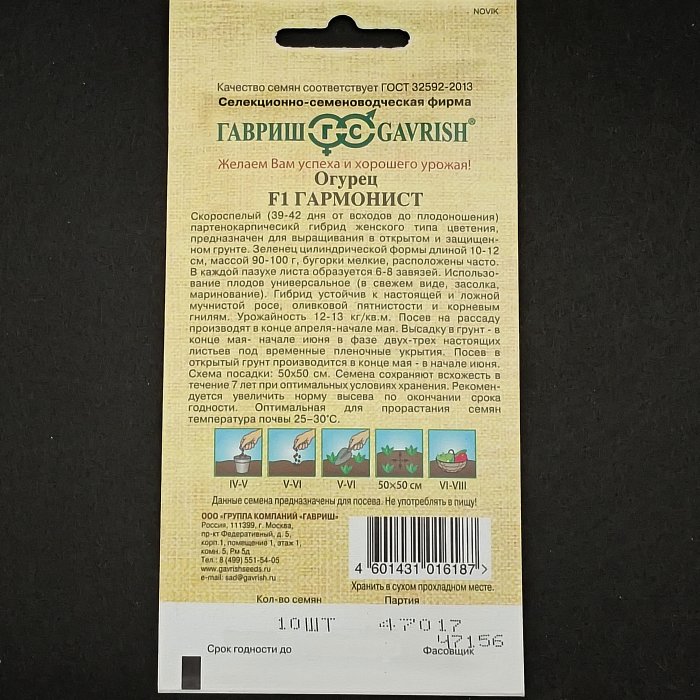 NOVIK
Качество семян соответствует ГОСТ 32592-2013
Селекционно-семеноводческая фирма
ГАВРИШ ГС GAVRISH®
Желаем Вам успеха и хорошего урожая!
Огурец
F1 ГАРМОНИСТ
Скороспелый (39-42 дня от всходов до плодоношения)
партенокарпичесикй гибрид женского типа цветения,
предназначен для выращивания в открытом и защищен-
ном грунте. Зеленец цилиндрической формы длиной 10-12
см, массой 90-100 г, бугорки мелкие, расположены часто.
В каждой пазухе листа образуется 6-8 завязей. Использо-
вание плодов универсальное (в свежем виде, засолка,
маринование). Гибрид устойчив к настоящей и ложной
мучнистой росе, оливковой пятнистости и корневым
гнилям. Урожайность 12-13 кг/кв.м. Посев на рассаду
производят в конце апреля-начале мая. Высадку в грунт - в
конце мая- начале июня в фазе двух-трех настоящих
листьев под временные пленочные укрытия. Посев в
открытый грунт производится в конце мая - в начале июня.
Схема посадки: 50х50 см. Семена сохраняют всхожесть в
течение 7 лет при оптимальных условиях хранения. Рекомен-
дуется увеличить норму высева по окончании срока
годности. Оптимальная для прорастания семян
температура почвы 25–30°С.
IV-V V-VI V-VI 50×50 см VI-VIII
Данные семена предназначены для посева. Не употреблять в пищу!
ООО «ГРУППА КОМПАНИЙ «ГАВРИШ»
Россия, 111399, г. Москва,
пр-кт Федеративный, д. 5,
корп.1, помещение 1, этаж 1,
комн. 5, Рм 5д
Тел.: 8 (499) 551-54-05
www.gavrishseeds.ru
e-mail: sad@gavrish.ru
4 601431 016187 >
Хранить в сухом прохладном месте.
Кол-во семян Партия
10ШТ 47017
47156
Срок годности до Фасовщик